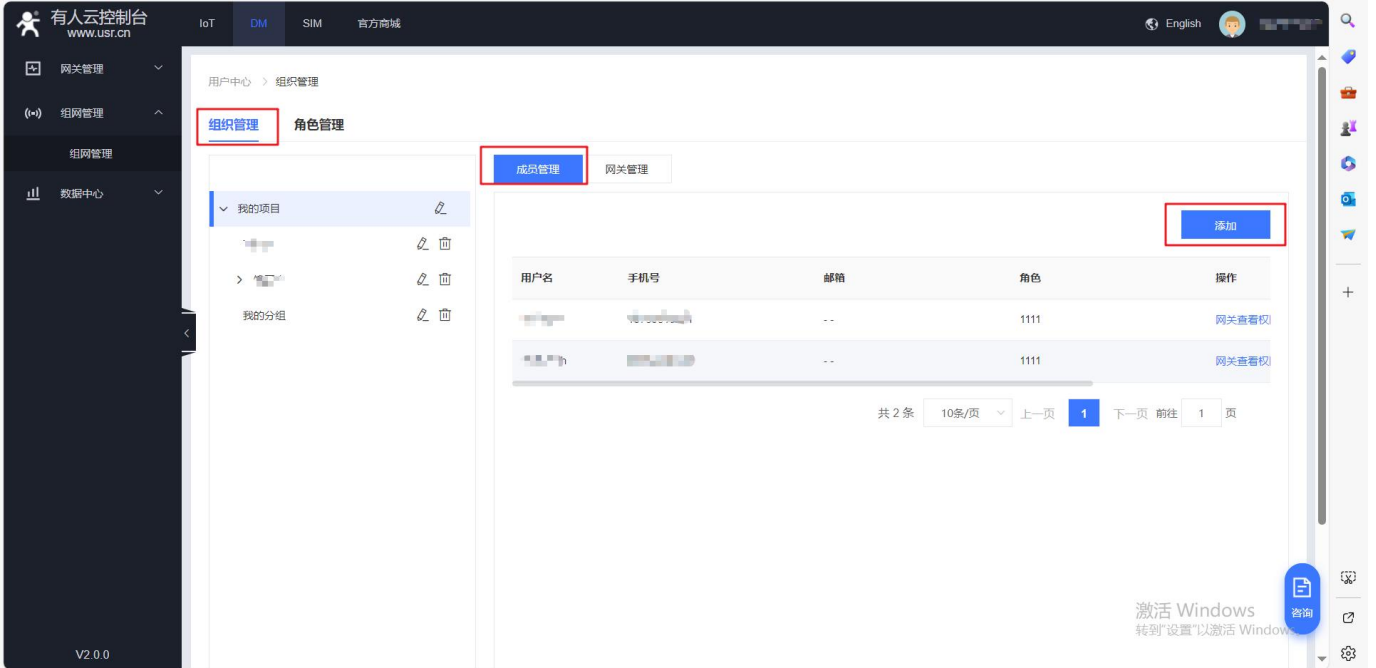 有人云控制台
www.usr.cn
IoT DM SIM 官方商城 English
网关管理
组网管理
组网管理
数据中心
V2.0.0
用户中心 > 组织管理
组织管理 角色管理
我的项目
我的分组
成员管理 网关管理
添加
用户名 手机号 邮箱 角色 操作
- - 1111 网关查看权
- - 1111 网关查看权
共 2 条 10条/页 上一页 1 下一页 前往 1 页
咨询
激活 Windows
转到"设置"以激活 Windows